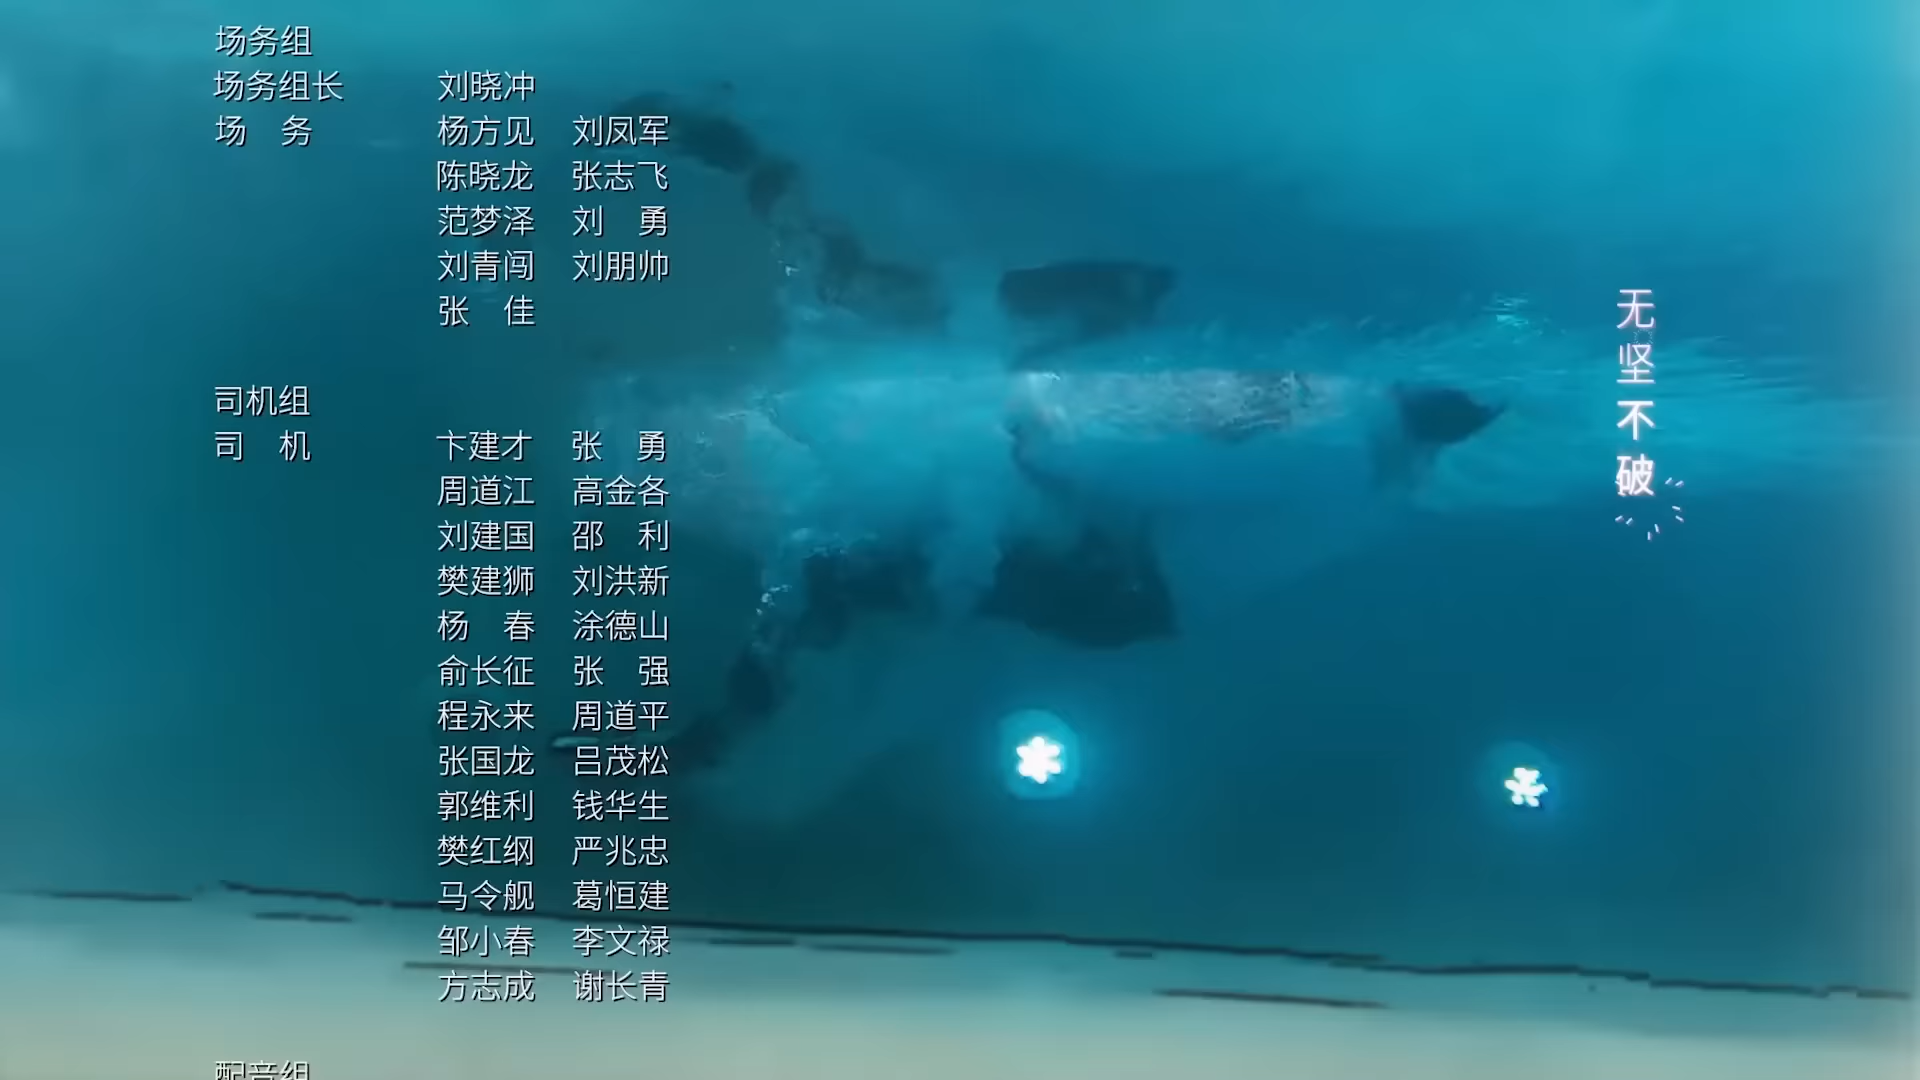 场务组
场务组长 刘晓冲
场 务 杨方见 刘凤军
陈晓龙 张志飞
范梦泽 刘 勇
刘青闯 刘朋帅
张 佳
司机组
司 机 卞建才 张 勇
周道江 高金各
刘建国 邵 利
樊建狮 刘洪新
杨 春 涂德山
俞长征 张 强
程永来 周道平
张国龙 吕茂松
郭维利 钱华生
樊红纲 严兆忠
马令舰 葛恒建
邹小春 李文禄
方志成 谢长青
配音组
无坚不破